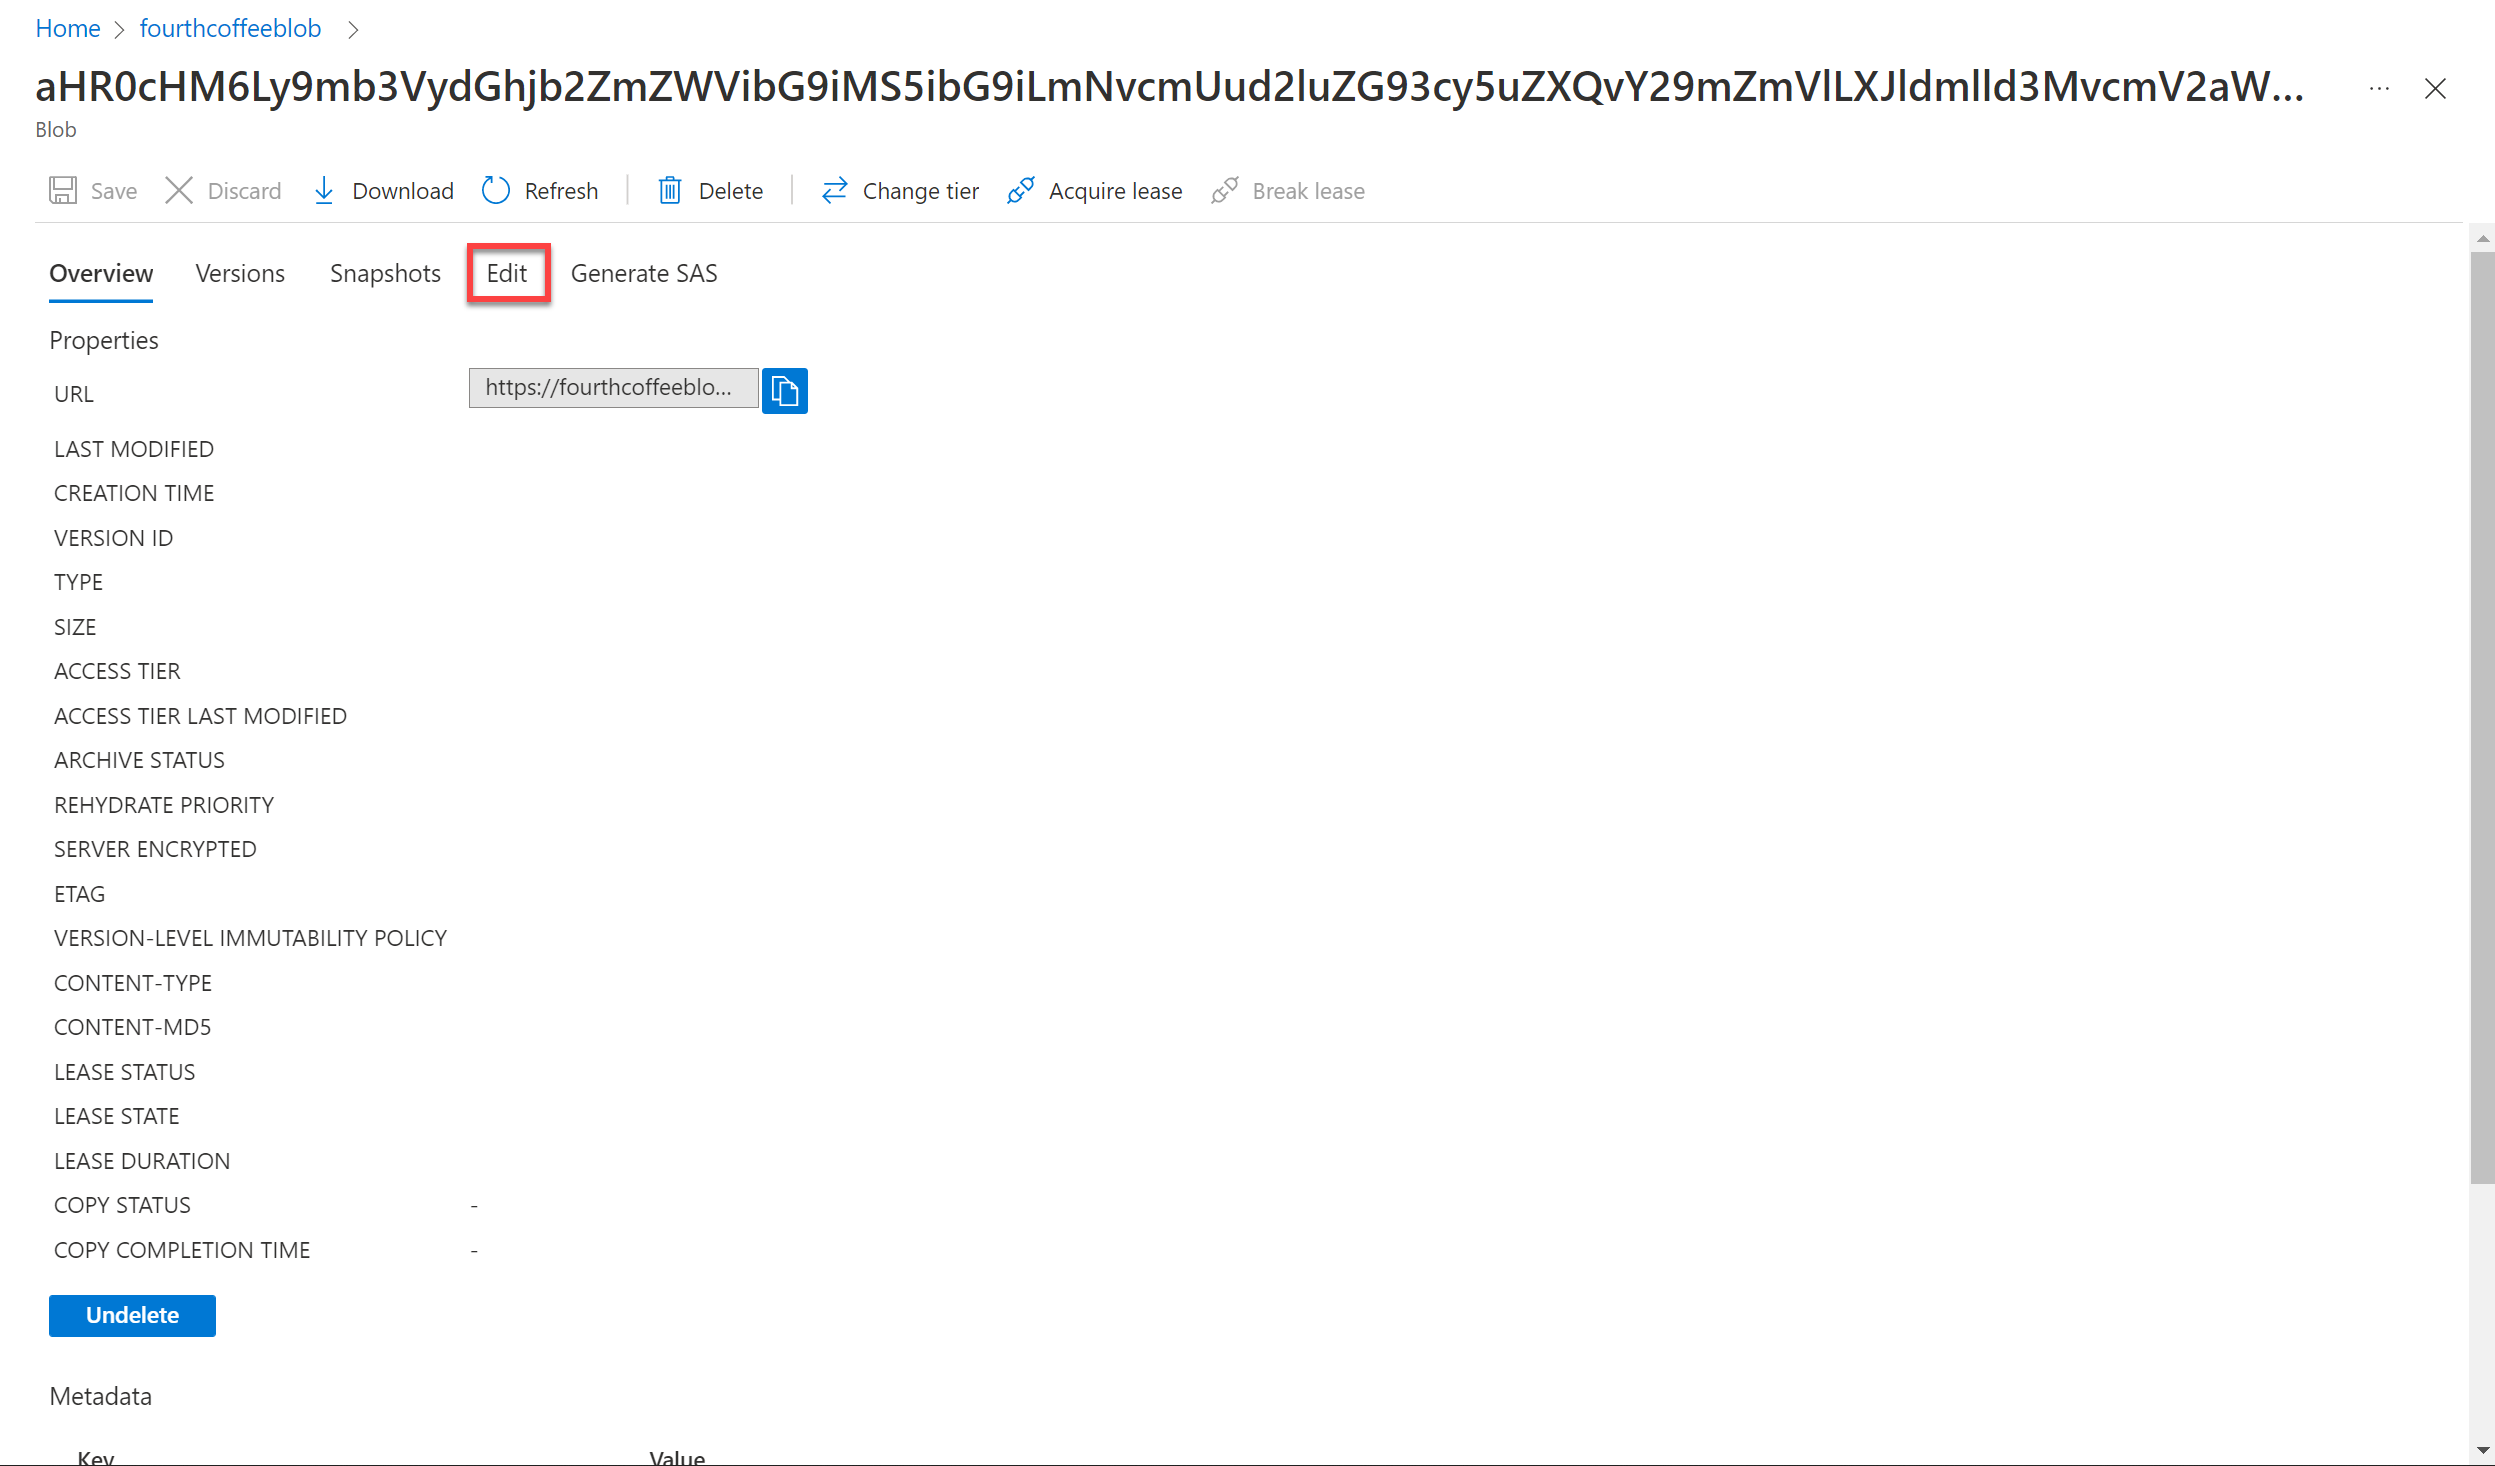 Home > fourthcoffeeblob >
aHR0cHM6Ly9mb3VydGhjb2ZmZWVibG9iMS5ibG9iLmNvcmUud2luZG93cy5uZXQvY29mZmVlLXJldmlld3MvcmV2aW...
Blob
Save Discard Download Refresh Delete Change tier Acquire lease Break lease
Overview Versions Snapshots Edit Generate SAS
Properties
URL https://fourthcoffeeblo...
LAST MODIFIED
CREATION TIME
VERSION ID
TYPE
SIZE
ACCESS TIER
ACCESS TIER LAST MODIFIED
ARCHIVE STATUS
REHYDRATE PRIORITY
SERVER ENCRYPTED
ETAG
VERSION-LEVEL IMMUTABILITY POLICY
CONTENT-TYPE
CONTENT-MD5
LEASE STATUS
LEASE STATE
LEASE DURATION
COPY STATUS -
COPY COMPLETION TIME -
Undelete
Metadata
Key Value